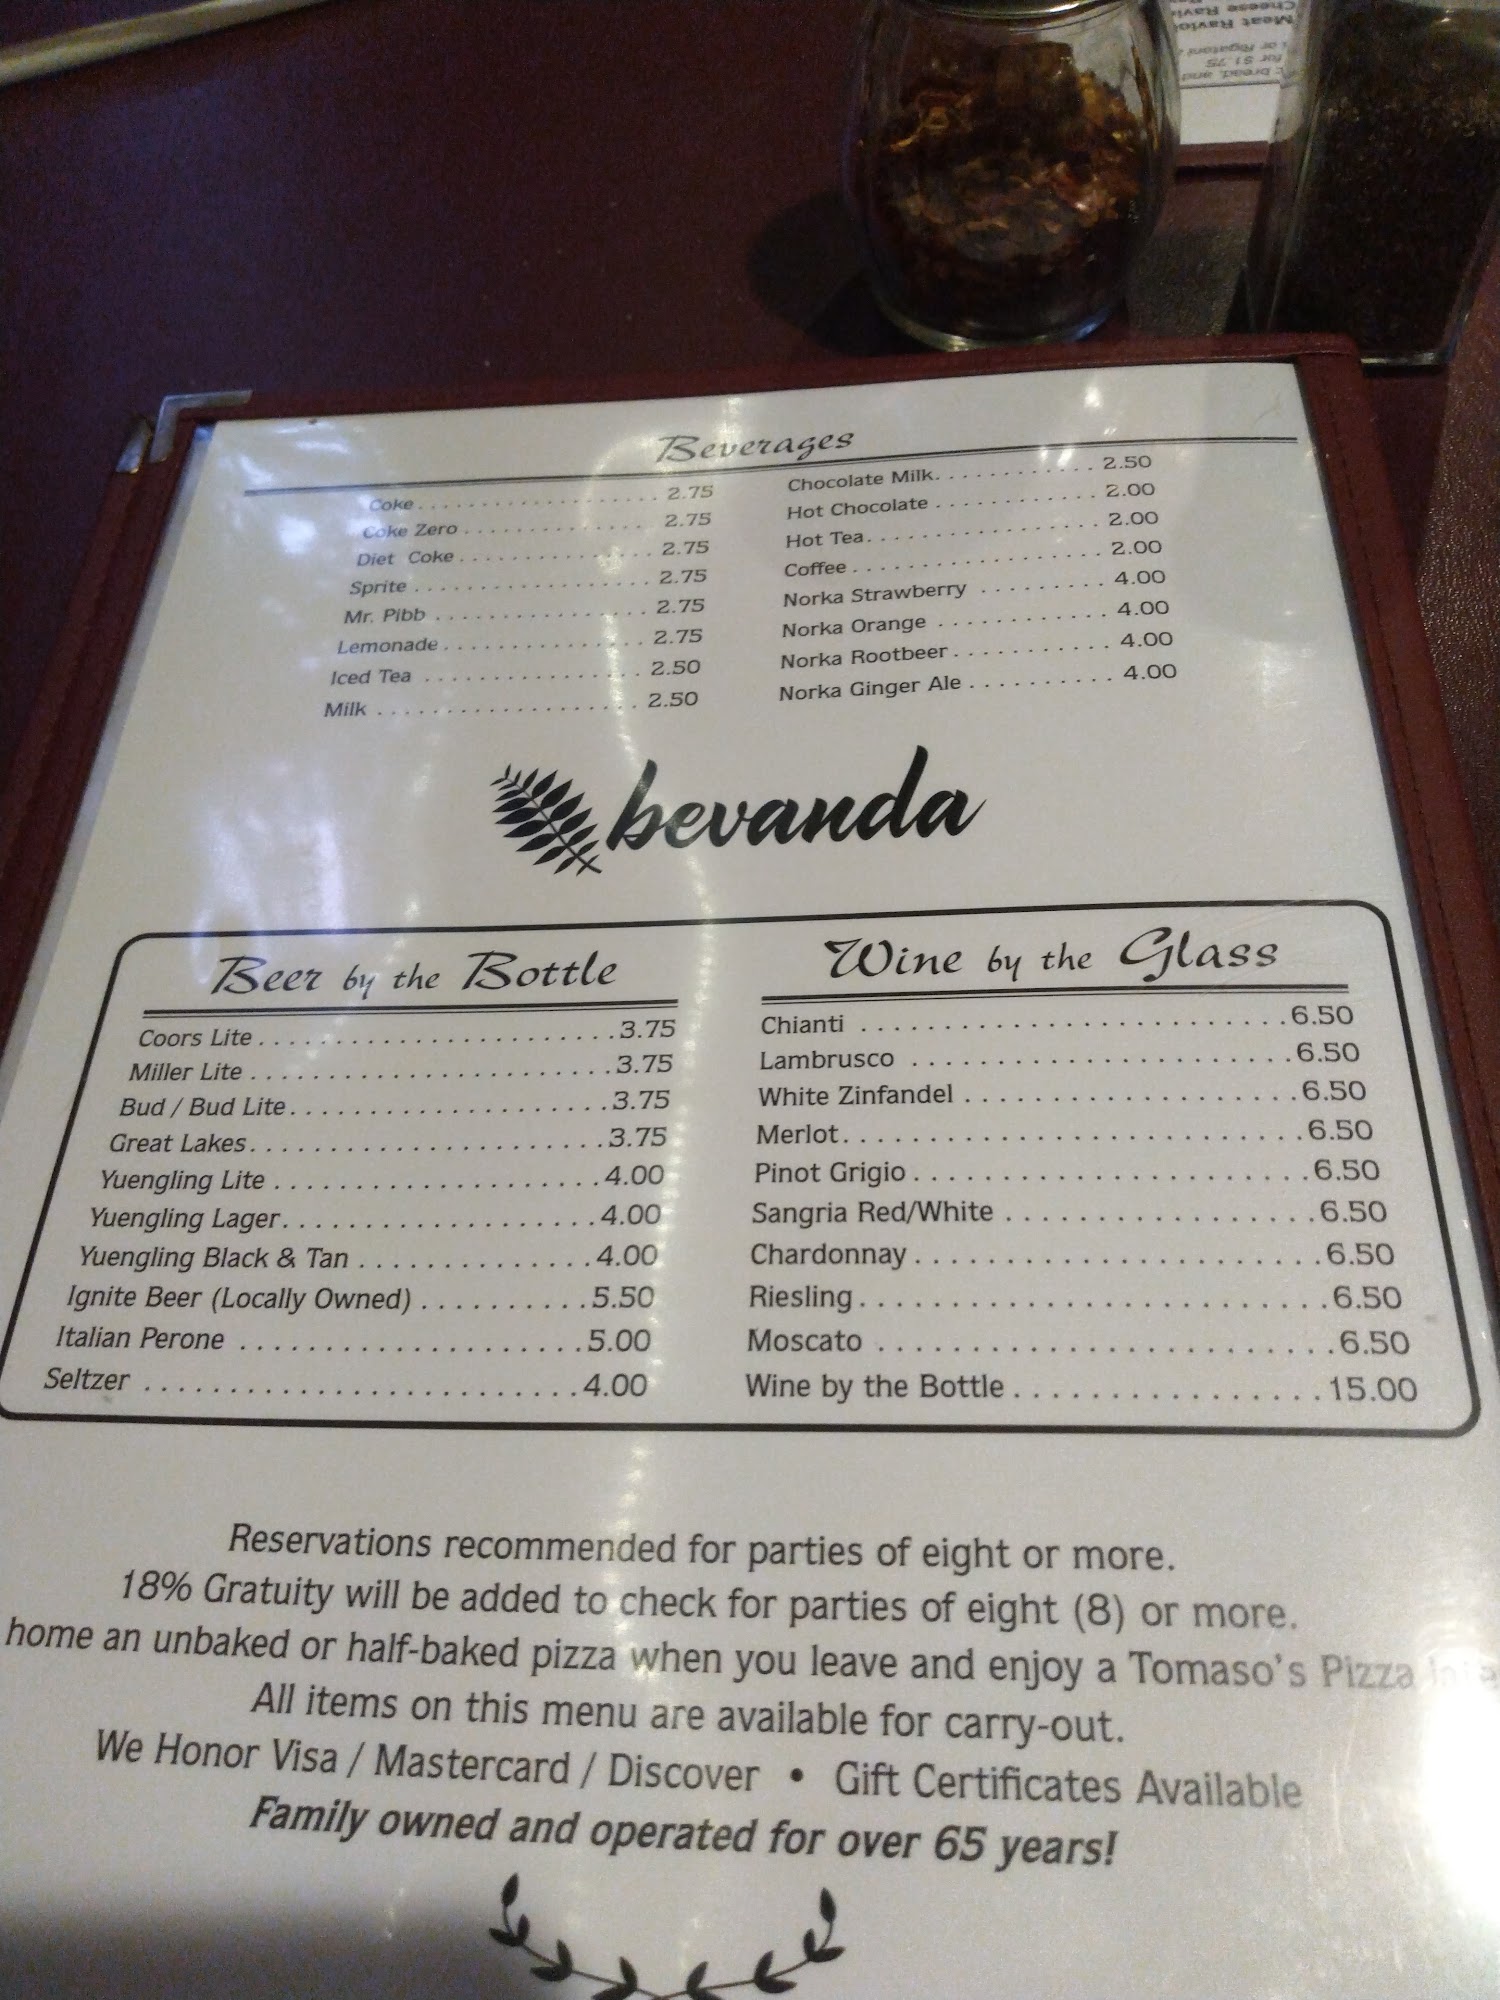 Beverages
Coke 2.75
Coke Zero 2.75
Diet Coke 2.75
Sprite 2.75
Mr. Pibb 2.75
Lemonade 2.75
Iced Tea 2.50
Milk 2.50
Chocolate Milk 2.50
Hot Chocolate 2.00
Hot Tea 2.00
Coffee 2.00
Norka Strawberry 4.00
Norka Orange 4.00
Norka Rootbeer 4.00
Norka Ginger Ale 4.00
bevanda
Beer by the Bottle
Coors Lite 3.75
Miller Lite 3.75
Bud / Bud Lite 3.75
Great Lakes 3.75
Yuengling Lite 4.00
Yuengling Lager 4.00
Yuengling Black & Tan 4.00
Ignite Beer (Locally Owned) 5.50
Italian Perone 5.00
Seltzer 4.00
Wine by the Glass
Chianti 6.50
Lambrusco 6.50
White Zinfandel 6.50
Merlot 6.50
Pinot Grigio 6.50
Sangria Red/White 6.50
Chardonnay 6.50
Riesling 6.50
Moscato 6.50
Wine by the Bottle 15.00
Reservations recommended for parties of eight or more.
18% Gratuity will be added to check for parties of eight (8) or more.
home an unbaked or half-baked pizza when you leave and enjoy a Tomaso's Pizza
All items on this menu are available for carry-out.
We Honor Visa / Mastercard / Discover • Gift Certificates Available
Family owned and operated for over 65 years!
Meat Ravio
or Rigatoni
for $1.75
bread, and